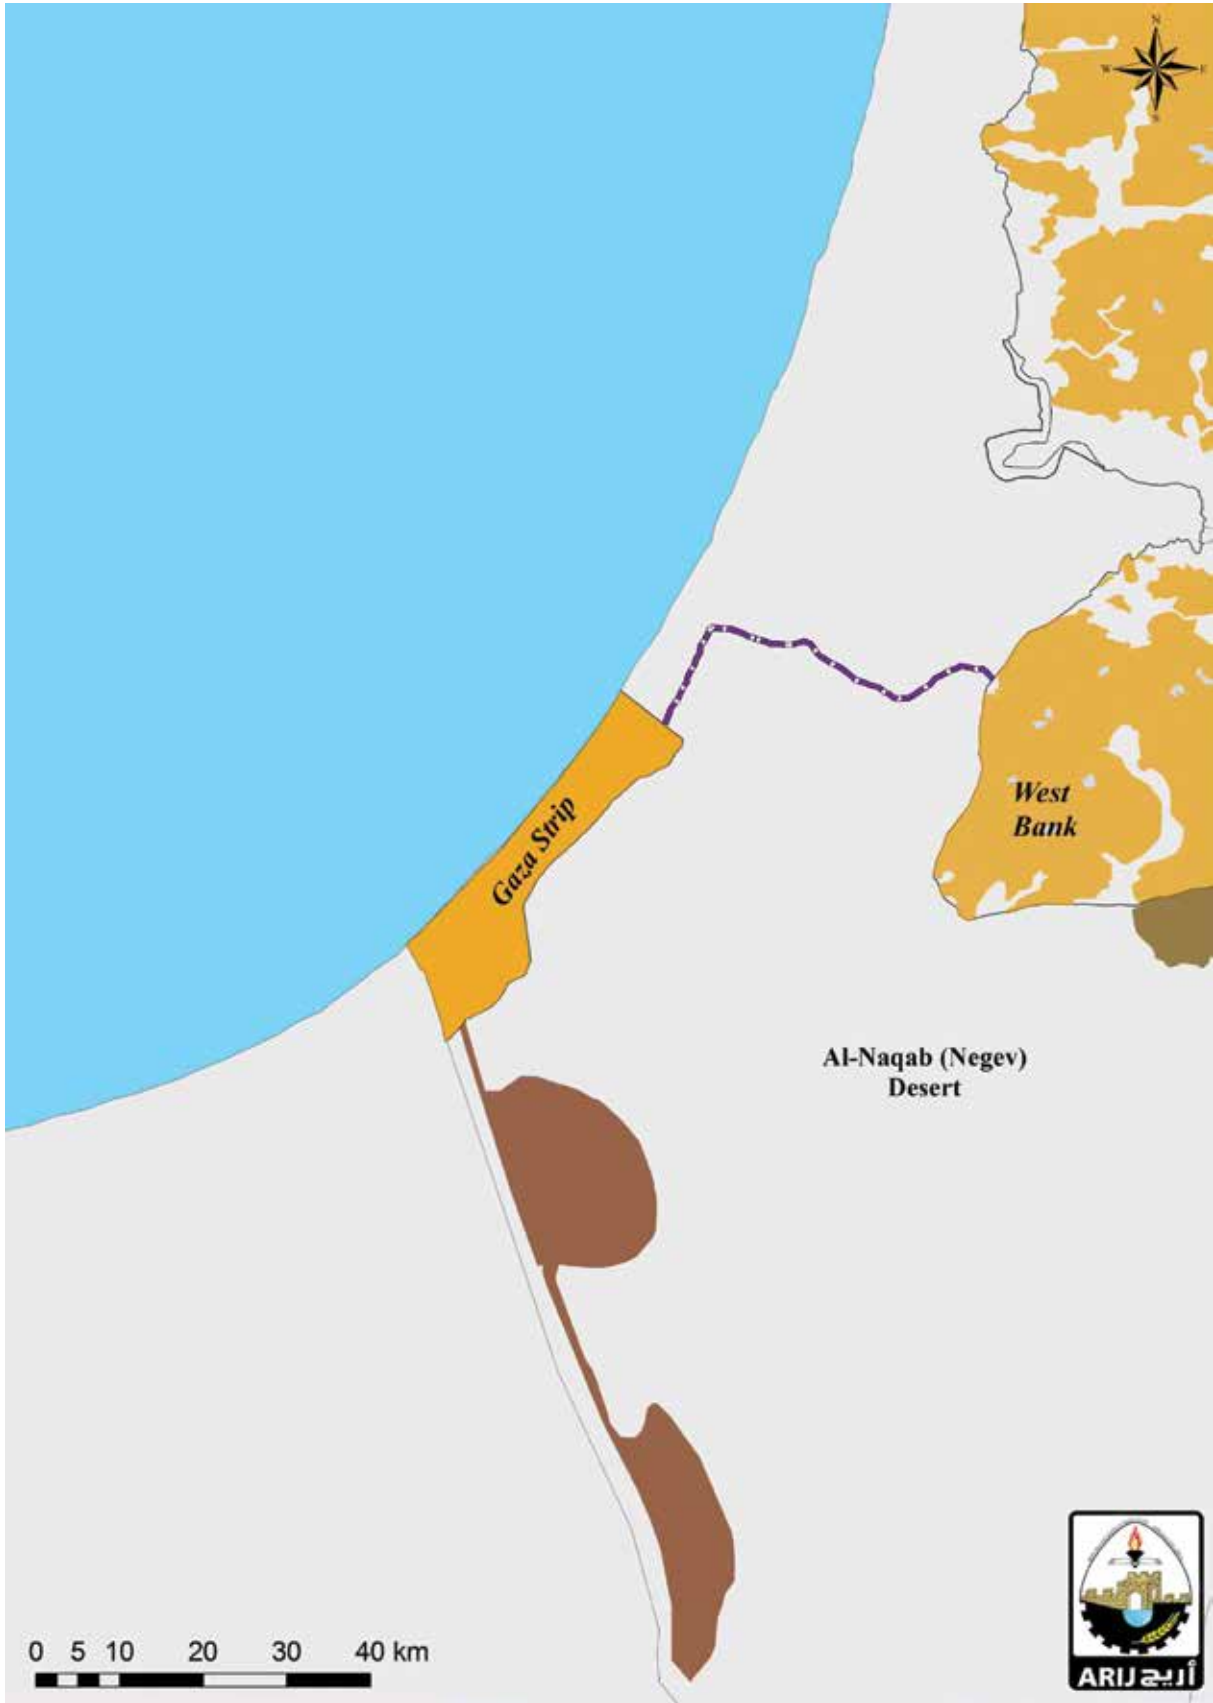 N
W E
S
West
Bank
Gaza Strip
Al-Naqab (Negev)
Desert
0 5 10 20 30 40 km
ARIJ أريج